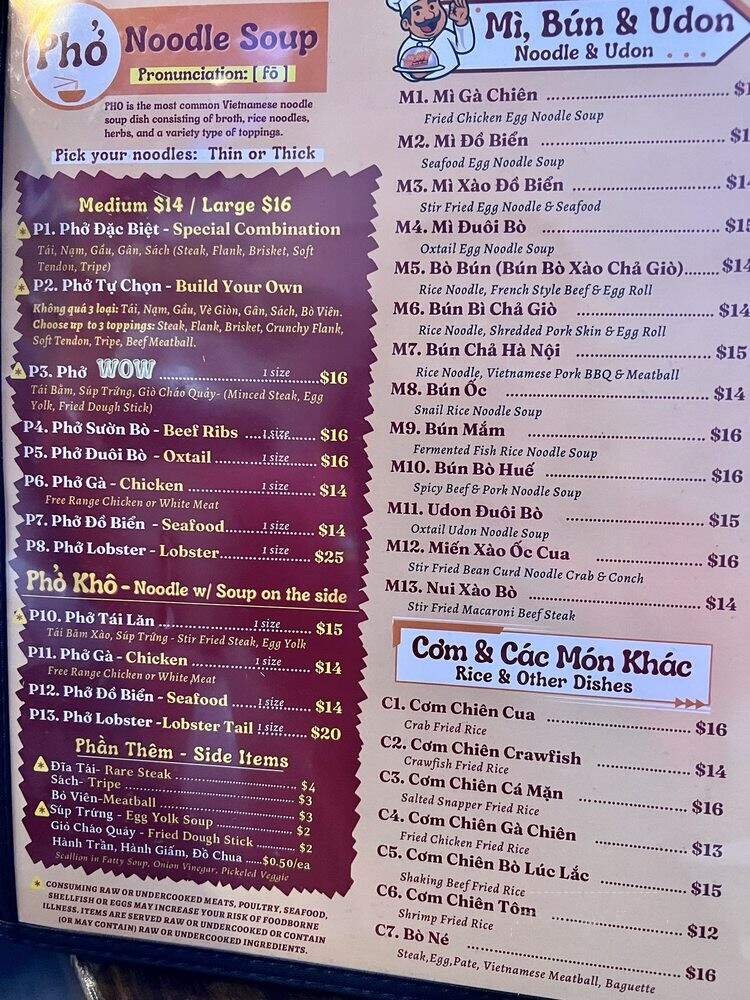 Phở Noodle Soup
Pronunciation: [ fō ]
PHO is the most common Vietnamese noodle
soup dish consisting of broth, rice noodles,
herbs, and a variety type of toppings.
Pick your noodles: Thin or Thick
Medium $14 / Large $16
P1. Phở Đặc Biệt - Special Combination
Tái, Nạm, Gầu, Gân, Sách (Steak, Flank, Brisket, Soft
Tendon, Tripe)
P2. Phở Tự Chọn - Build Your Own
Không quá 3 loại: Tái, Nạm, Gầu, Vè Giòn, Gân, Sách, Bò Viên.
Choose up to 3 toppings: Steak, Flank, Brisket, Crunchy Flank,
Soft Tendon, Tripe, Beef Meatball.
P3. Phở WOW 1 size $16
Tái Bằm, Súp Trứng, Giò Cháo Quảy- (Minced Steak, Egg
Yolk, Fried Dough Stick)
P4. Phở Sườn Bò - Beef Ribs 1 size $16
P5. Phở Đuôi Bò - Oxtail 1 size $16
P6. Phở Gà - Chicken 1 size $14
Free Range Chicken or White Meat
P7. Phở Đồ Biển - Seafood 1 size $14
P8. Phở Lobster - Lobster 1 size $25
Phở Khô - Noodle w/ Soup on the side
P10. Phở Tái Lăn 1 size $15
Tái Bằm Xào, Súp Trứng - Stir Fried Steak, Egg Yolk
P11. Phở Gà - Chicken 1 size $14
Free Range Chicken or White Meat
P12. Phở Đồ Biển - Seafood 1 size $14
P13. Phở Lobster -Lobster Tail 1 size $20
Phần Thêm - Side Items
Đĩa Tái- Rare Steak $4
Sách- Tripe $3
Bò Viên-Meatball $3
Súp Trứng - Egg Yolk Soup $2
Giò Cháo Quảy - Fried Dough Stick $2
Hành Trần, Hành Giấm, Đồ Chua $0.50/ea
Scallion in Fatty Soup, Onion Vinegar, Pickeled Veggie
CONSUMING RAW OR UNDERCOOKED MEATS, POULTRY, SEAFOOD,
SHELLFISH OR EGGS MAY INCREASE YOUR RISK OF FOODBORNE
ILLNESS. ITEMS ARE SERVED RAW OR UNDERCOOKED OR CONTAIN
(OR MAY CONTAIN) RAW OR UNDERCOOKED INGREDIENTS.
Mì, Bún & Udon
Noodle & Udon
M1. Mì Gà Chiên
Fried Chicken Egg Noodle Soup
M2. Mì Đồ Biển
Seafood Egg Noodle Soup
M3. Mì Xào Đồ Biển $14
Stir Fried Egg Noodle & Seafood
M4. Mì Đuôi Bò $15
Oxtail Egg Noodle Soup
M5. Bò Bún (Bún Bò Xào Chả Giò) $14
Rice Noodle, French Style Beef & Egg Roll
M6. Bún Bì Chả Giò $14
Rice Noodle, Shredded Pork Skin & Egg Roll
M7. Bún Chả Hà Nội $15
Rice Noodle, Vietnamese Pork BBQ & Meatball
M8. Bún Ốc $14
Snail Rice Noodle Soup
M9. Bún Mắm $16
Fermented Fish Rice Noodle Soup
M10. Bún Bò Huế $16
Spicy Beef & Pork Noodle Soup
M11. Udon Đuôi Bò $15
Oxtail Udon Noodle Soup
M12. Miến Xào Ốc Cua $16
Stir Fried Bean Curd Noodle Crab & Conch
M13. Nui Xào Bò $14
Stir Fried Macaroni Beef Steak
Cơm & Các Món Khác
Rice & Other Dishes
C1. Cơm Chiên Cua $16
Crab Fried Rice
C2. Cơm Chiên Crawfish $14
Crawfish Fried Rice
C3. Cơm Chiên Cá Mặn $16
Salted Snapper Fried Rice
C4. Cơm Chiên Gà Chiên $13
Fried Chicken Fried Rice
C5. Cơm Chiên Bò Lúc Lắc $15
Shaking Beef Fried Rice
C6. Cơm Chiên Tôm $12
Shrimp Fried Rice
C7. Bò Né $16
Steak,Egg,Pate, Vietnamese Meatball, Baguette